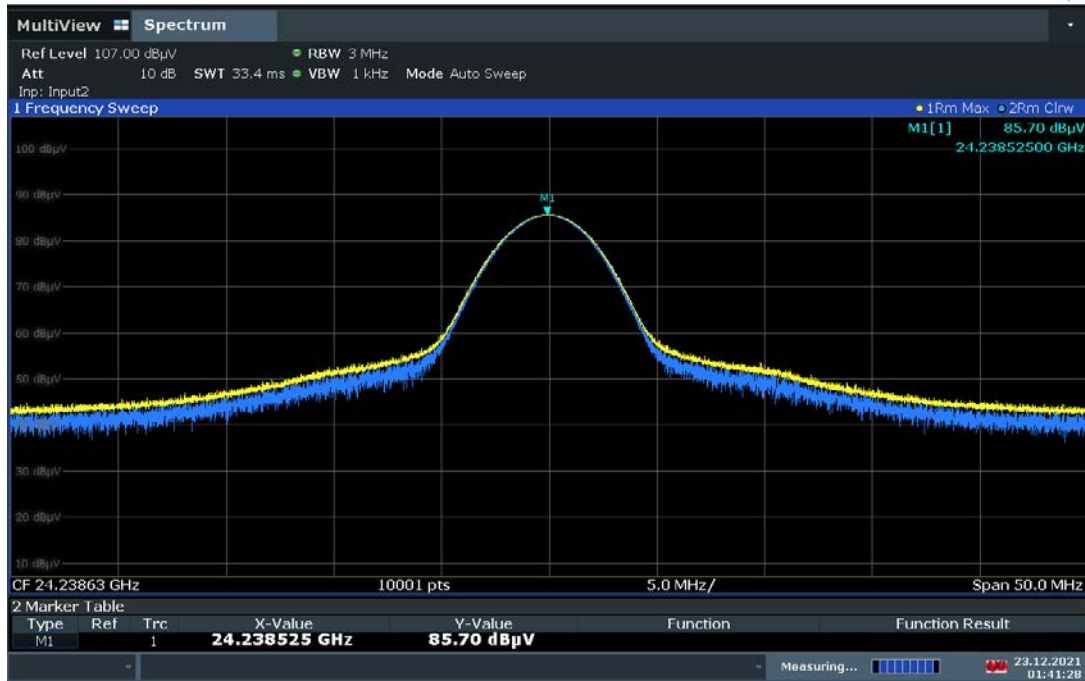 MultiView Spectrum
Ref Level 107.00 dBµV RBW 3 MHz
Att 10 dB SWT 33.4 ms VBW 1 kHz Mode Auto Sweep
Inp: Input2
1 Frequency Sweep 1Rm Max 2Rm Clrw
M1[1] 85.70 dBµV
24.23852500 GHz
100 dBµV
90 dBµV
M1
80 dBµV
70 dBµV
60 dBµV
50 dBµV
30 dBµV
20 dBµV
10 dBµV
CF 24.23863 GHz 10001 pts 5.0 MHz/ Span 50.0 MHz
2 Marker Table
Type Ref Trc X-Value Y-Value Function Function Result
M1 1 24.238525 GHz 85.70 dBµV
Measuring... 23.12.2021
01:41:28